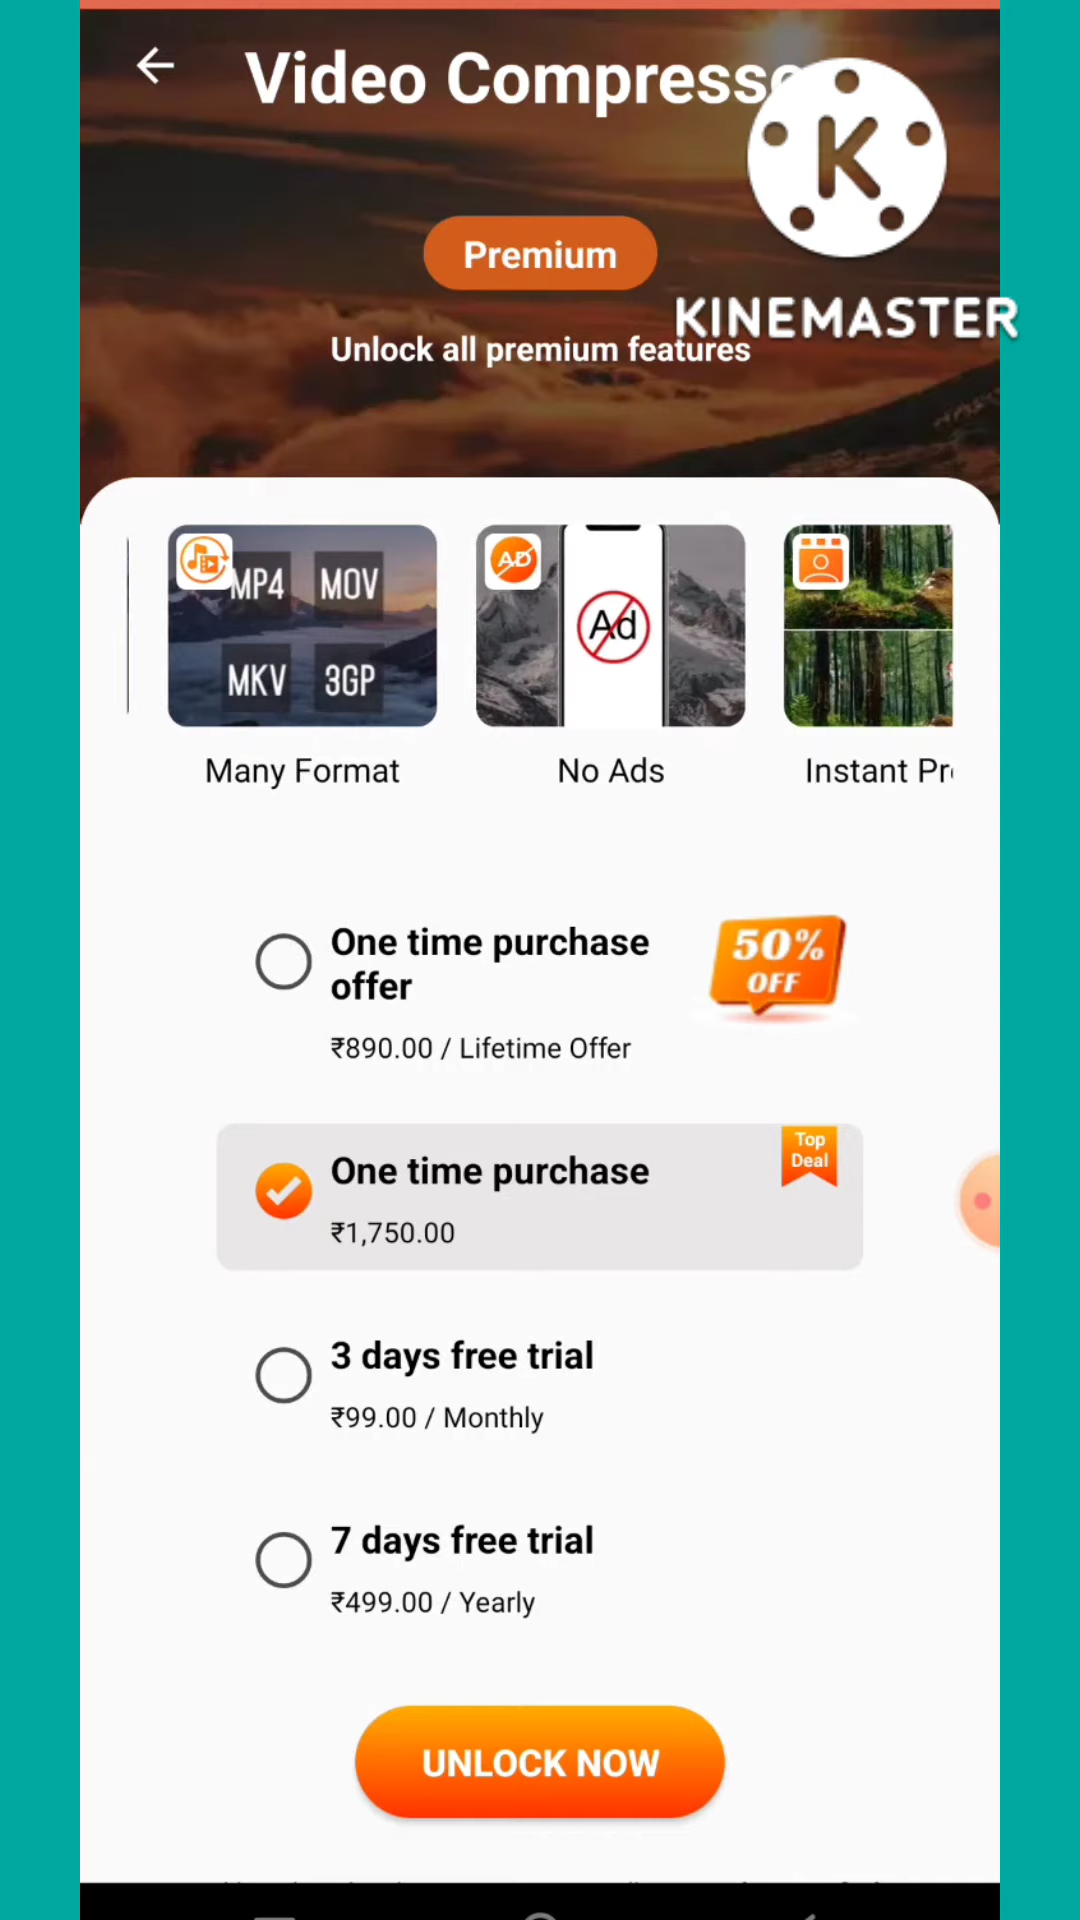 Video Compresso
K
KINEMASTER
Premium
Unlock all premium features
MP4 MOV
MKV 3GP
AD
Ad
Many Format
No Ads
Instant Pr
One time purchase
offer
50%
OFF
₹890.00 / Lifetime Offer
Top
Deal
One time purchase
₹1,750.00
3 days free trial
₹99.00 / Monthly
7 days free trial
₹499.00 / Yearly
UNLOCK NOW